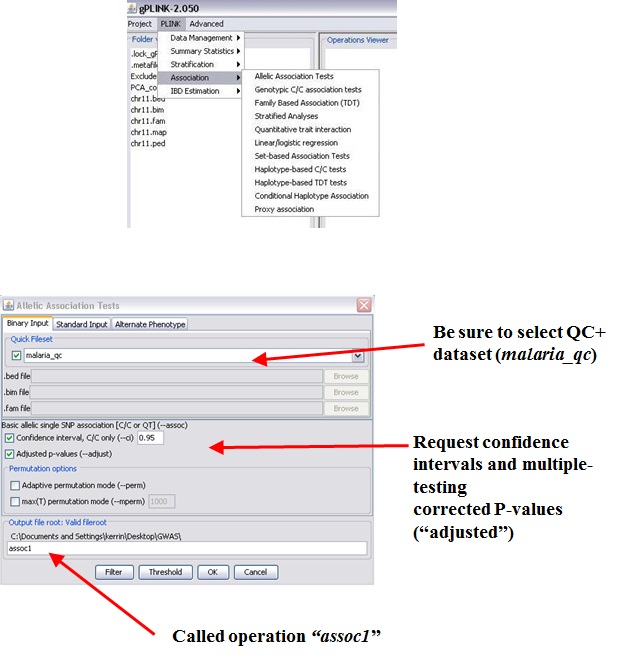 gPLINK-2.050
Project PLINK Advanced
Data Management
Summary Statistics
Stratification
Association
IBD Estimation
Folder v
.lock_gP
.metafile
Exclude
PCA_co
chr11.bed
chr11.bim
chr11.fam
chr11.map
chr11.ped
Operations Viewer
Allelic Association Tests
Genotypic C/C association tests
Family Based Association (TDT)
Stratified Analyses
Quantitative trait interaction
Linear/logistic regression
Set-based Association Tests
Haplotype-based C/C tests
Haplotype-based TDT tests
Conditional Haplotype Association
Proxy association
Allelic Association Tests
Binary Input Standard Input Alternate Phenotype
Quick Fileset
malaria_qc
.bed file Browse
.bim file Browse
.fam file Browse
Basic allelic single SNP association [C/C or QT] (--assoc)
Confidence interval, C/C only (--ci) 0.95
Adjusted p-values (--adjust)
Permutation options
Adaptive permutation mode (--perm)
max(T) permutation mode (--mperm) 1000
Output file root: Valid fileroot
C:\Documents and Settings\kerrin\Desktop\GWAS\
assoc1
Filter Threshold OK Cancel
Be sure to select QC+
dataset (malaria_qc)
Request confidence
intervals and multiple-
testing
corrected P-values
(“adjusted”)
Called operation “assoc1”